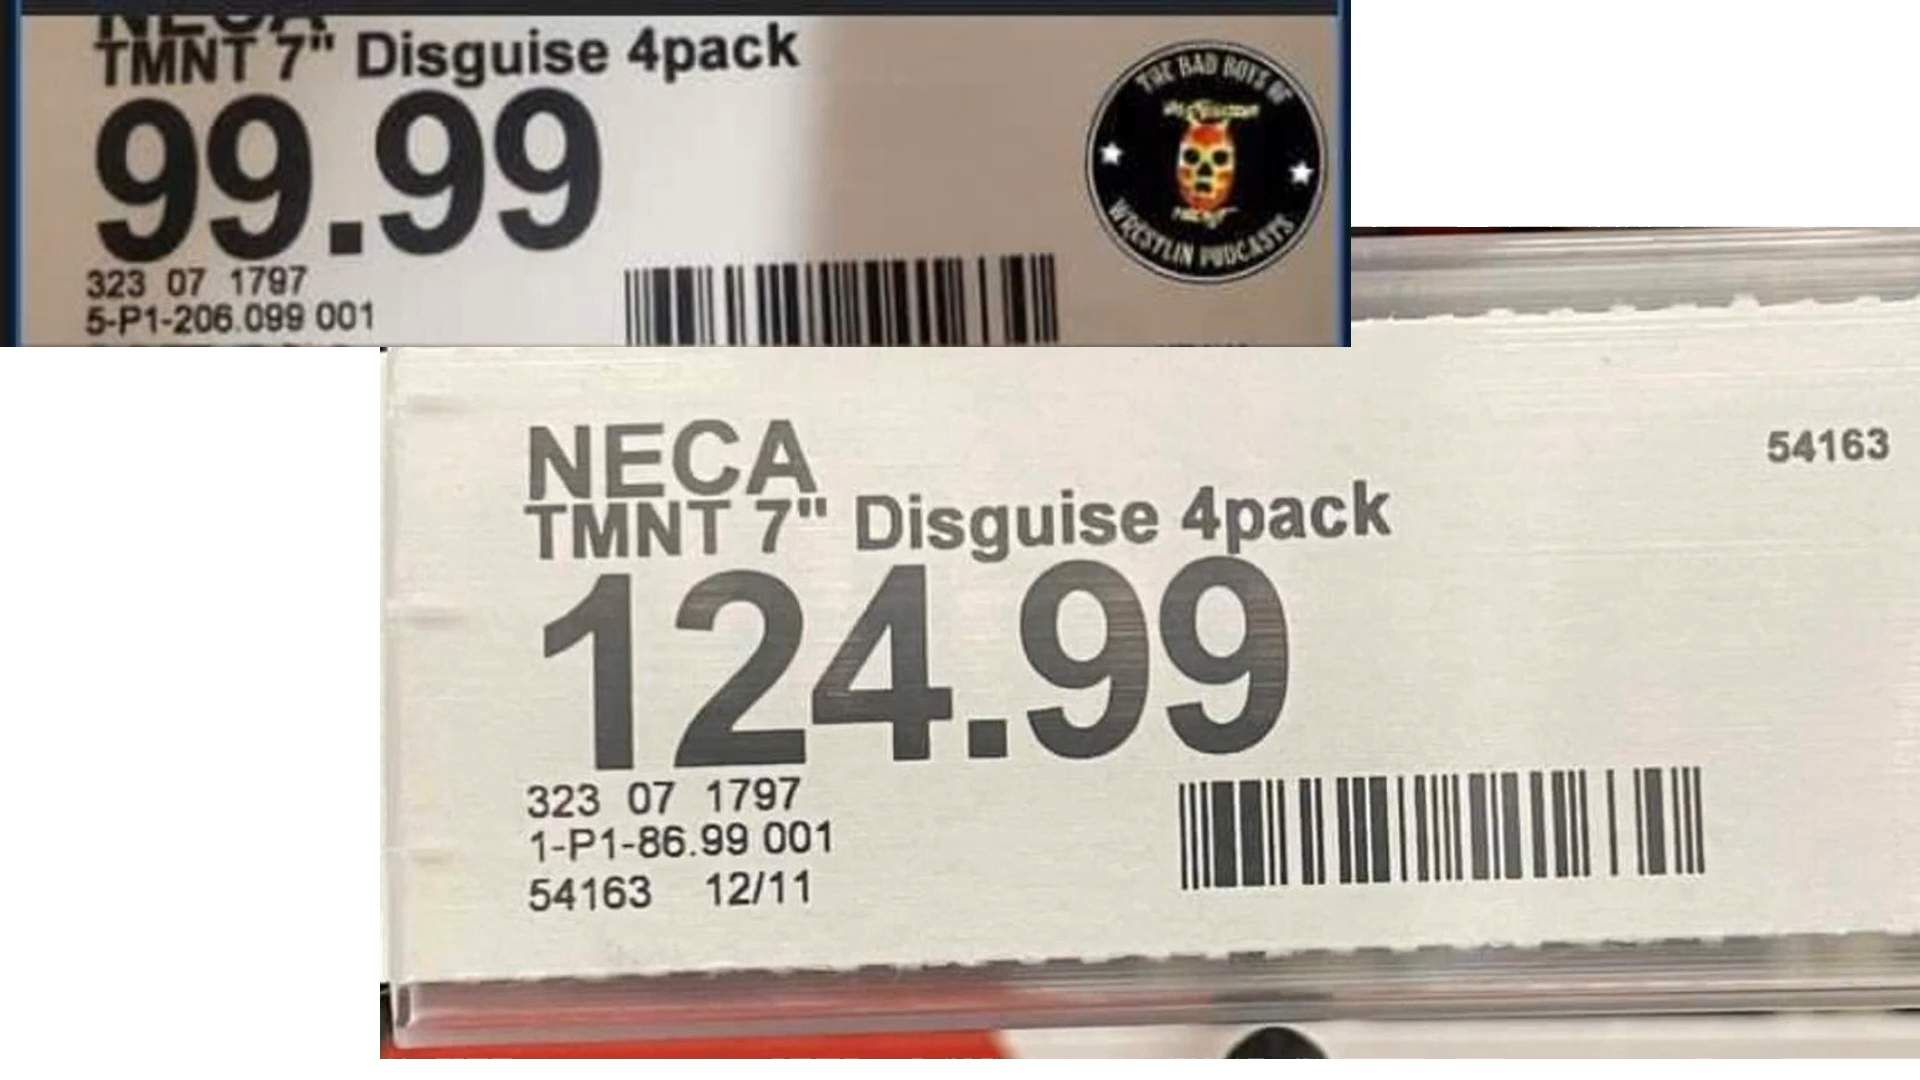 NECA
TMNT 7" Disguise 4pack
99.99
323 07 1797
5-P1-206.099 001
THE BAD BOYS OF
WRESTLIN PODCASTS
NECA
54163
TMNT 7" Disguise 4pack
124.99
323 07 1797
1-P1-86.99 001
54163 12/11